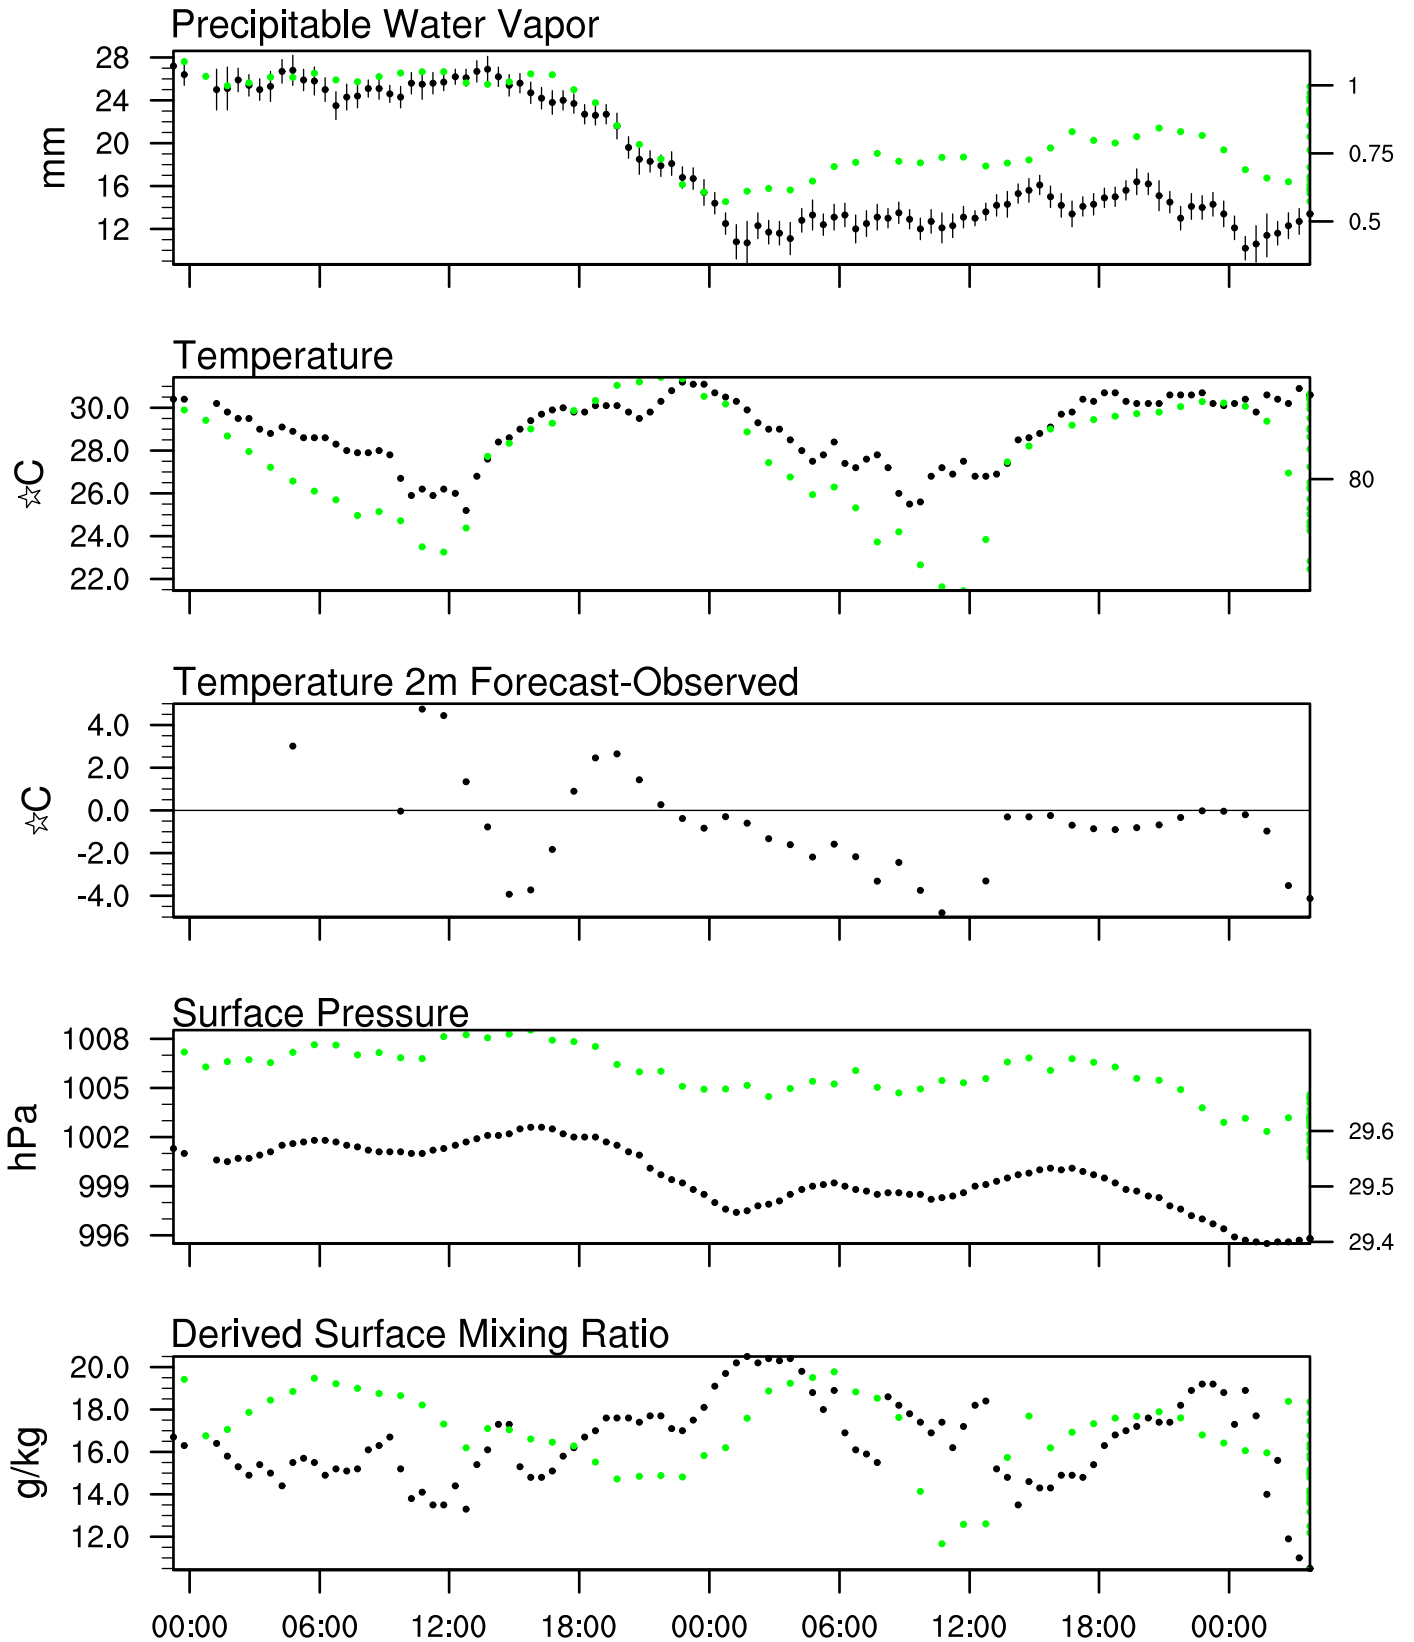 Precipitable Water Vapor
28
24
20
16
12
mm
1
0.75
0.5
Temperature
30.0
28.0
26.0
24.0
22.0
☆C
80
Temperature 2m Forecast-Observed
4.0
2.0
0.0
-2.0
-4.0
☆C
Surface Pressure
1008
1005
1002
999
996
hPa
29.6
29.5
29.4
Derived Surface Mixing Ratio
20.0
18.0
16.0
14.0
12.0
g/kg
00:00 06:00 12:00 18:00 00:00 06:00 12:00 18:00 00:00